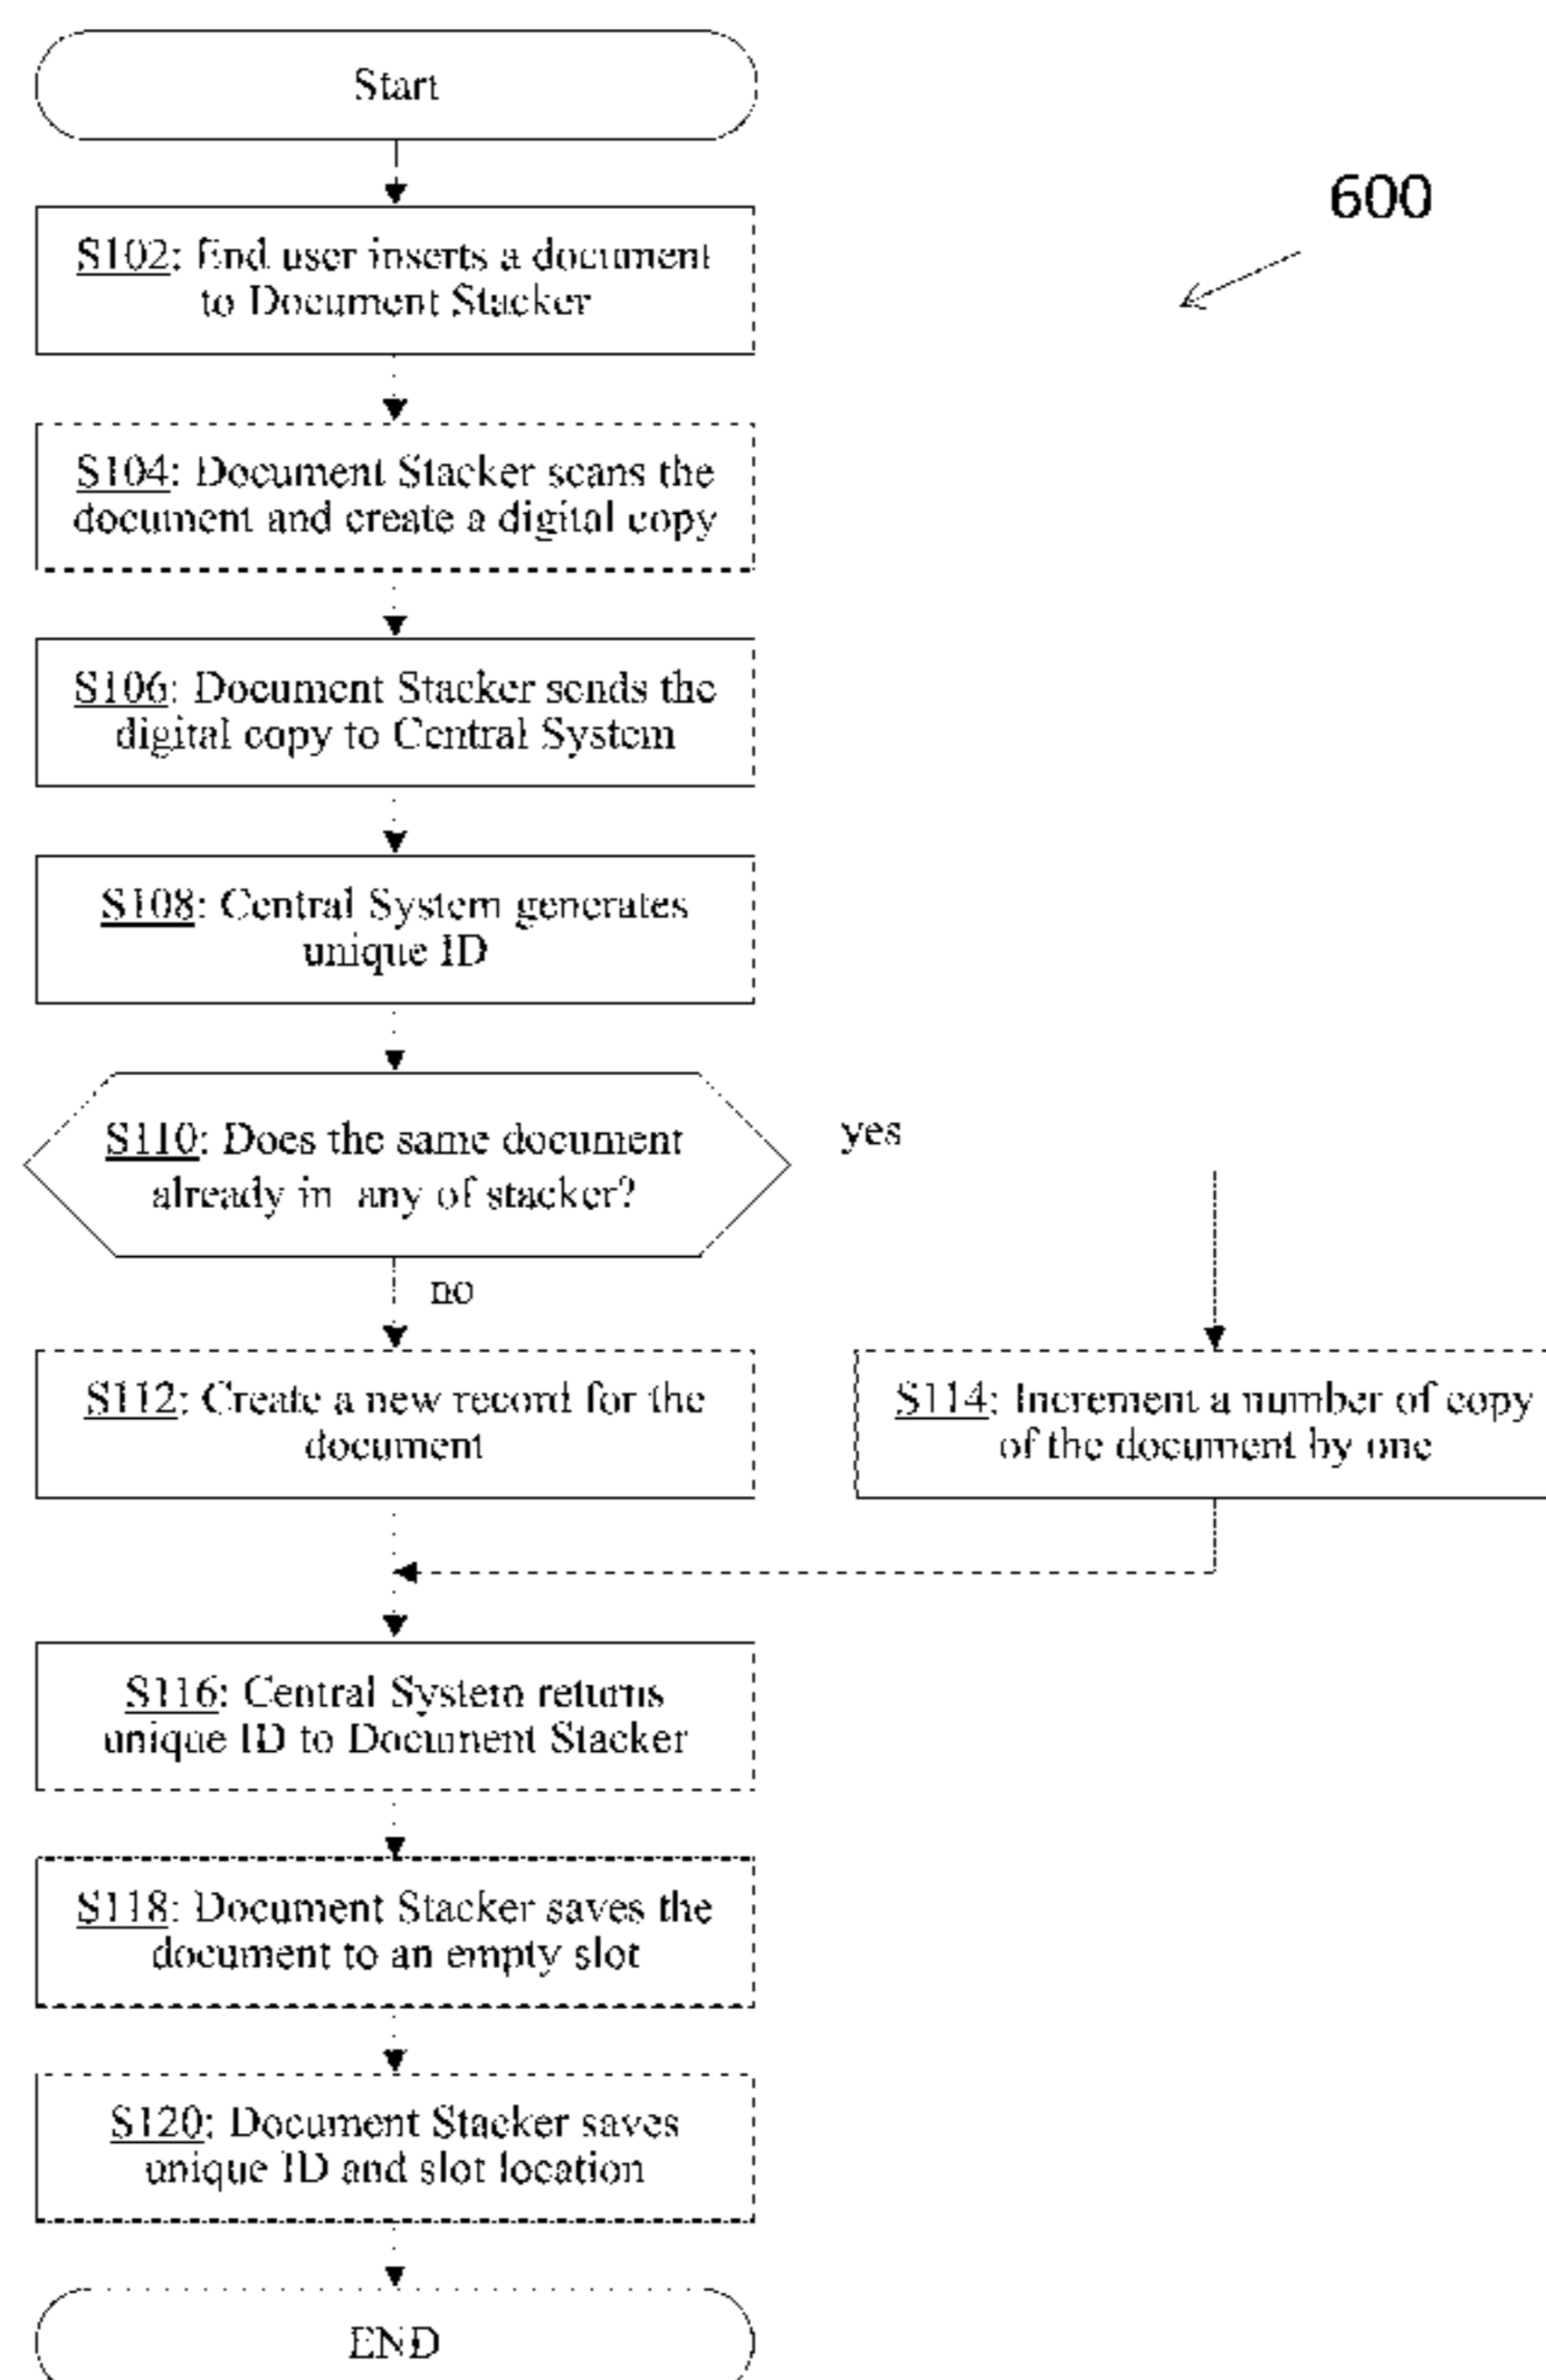 Start
600
S102: End user inserts a document
to Document Stacker
S104: Document Stacker scans the
document and create a digital copy
S106: Document Stacker sends the
digital copy to Central System
S108: Central System generates
unique ID
S110: Does the same document
already in any of stacker?
yes
no
S112: Create a new record for the
document
S114: Increment a number of copy
of the document by one
S116: Central System returns
unique ID to Document Stacker
S118: Document Stacker saves the
document to an empty slot
S120: Document Stacker saves
unique ID and slot location
END